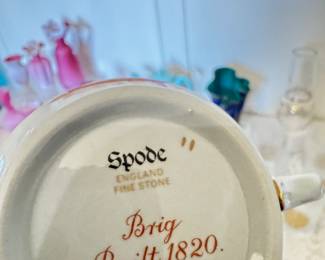 Spode
ENGLAND
FINE STONE
Brig
Built 1820.